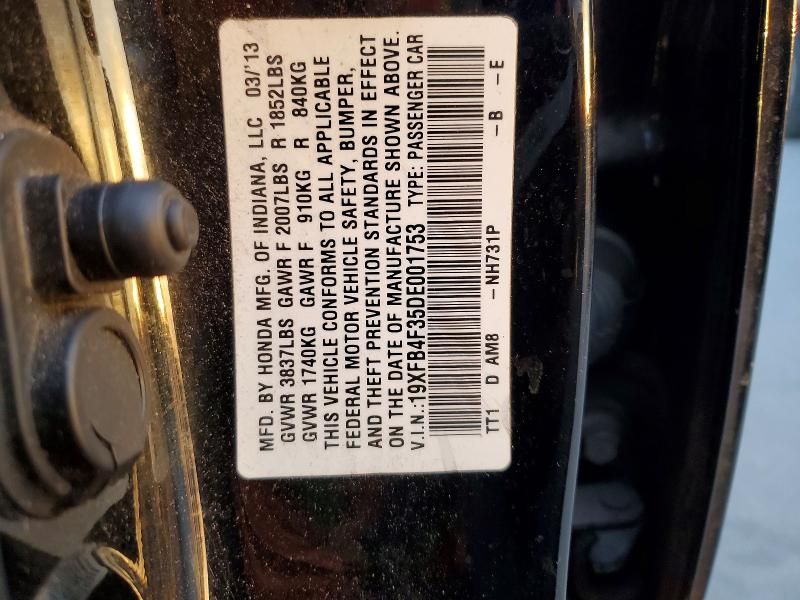 MFD. BY HONDA MFG. OF INDIANA, LLC 03/'13
GVWR 3837LBS GAWR F 2007LBS R 1852LBS
GVWR 1740KG GAWR F 910KG R 840KG
THIS VEHICLE CONFORMS TO ALL APPLICABLE
FEDERAL MOTOR VEHICLE SAFETY, BUMPER,
AND THEFT PREVENTION STANDARDS IN EFFECT
ON THE DATE OF MANUFACTURE SHOWN ABOVE.
V.I.N.:19XFB4F35DE001753 TYPE: PASSENGER CAR
TT1 D AM8 -NH731P -B -E